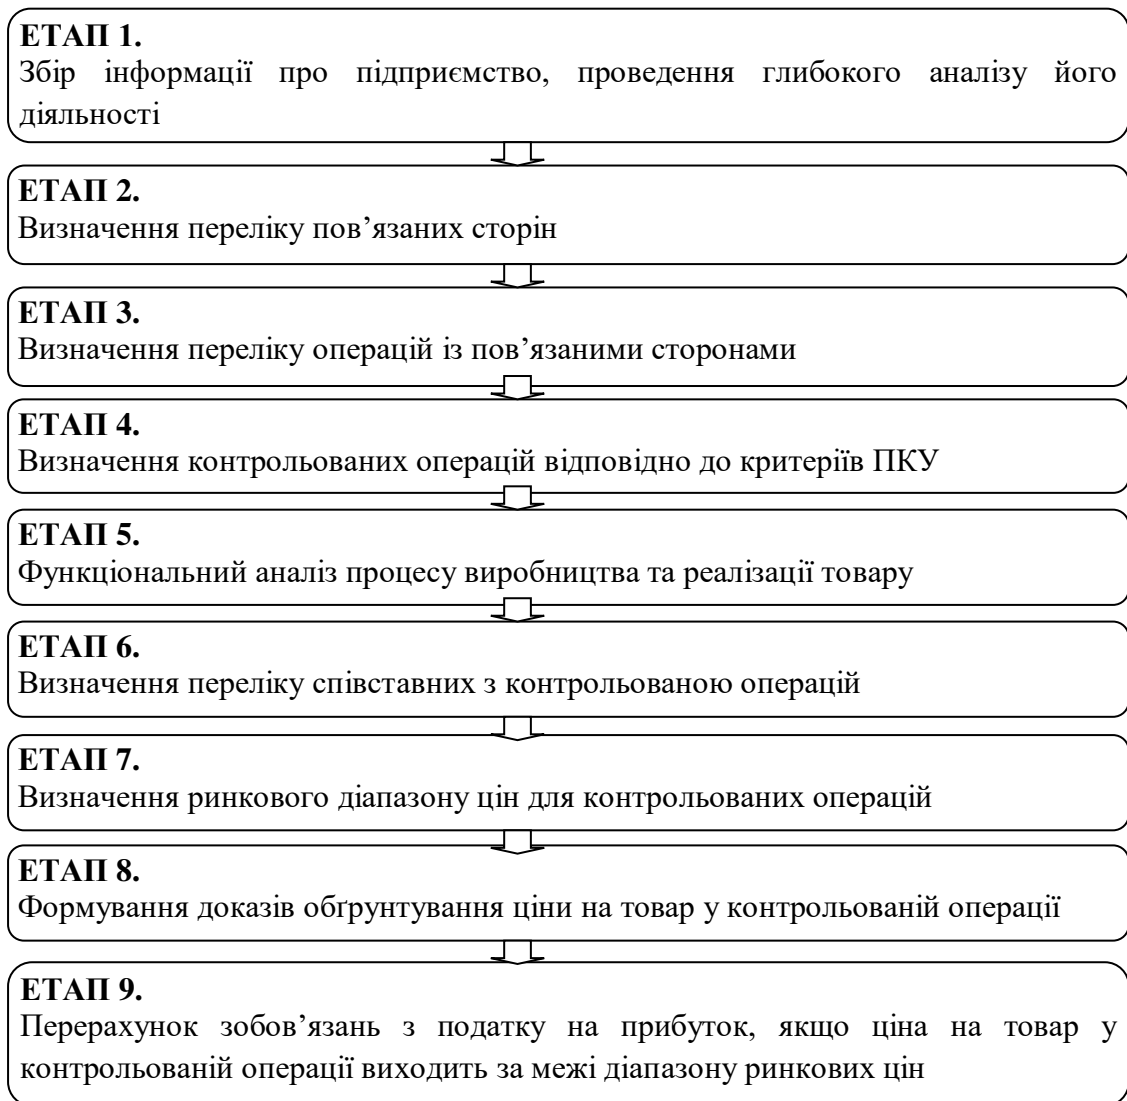 ЕТАП 1.
Збір інформації про підприємство, проведення глибокого аналізу його
діяльності
ЕТАП 2.
Визначення переліку пов’язаних сторін
ЕТАП 3.
Визначення переліку операцій із пов’язаними сторонами
ЕТАП 4.
Визначення контрольованих операцій відповідно до критеріїв ПКУ
ЕТАП 5.
Функціональний аналіз процесу виробництва та реалізації товару
ЕТАП 6.
Визначення переліку співставних з контрольованою операцій
ЕТАП 7.
Визначення ринкового діапазону цін для контрольованих операцій
ЕТАП 8.
Формування доказів обґрунтування ціни на товар у контрольованій операції
ЕТАП 9.
Перерахунок зобов’язань з податку на прибуток, якщо ціна на товар у
контрольованій операції виходить за межі діапазону ринкових цін